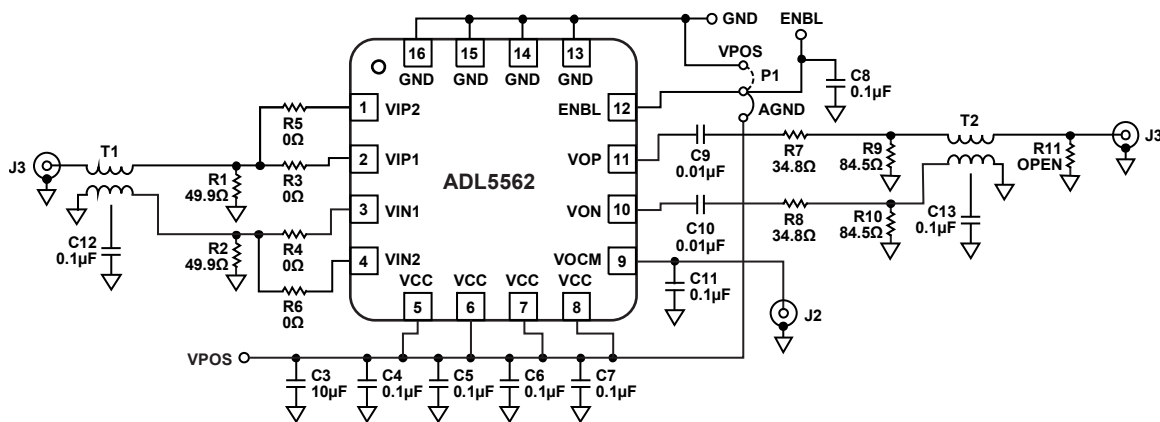 GND
ENBL
VPOS
P1
AGND
C8
0.1µF
16
15
14
13
GND
GND
GND
GND
ENBL
12
1
VIP2
R5
0Ω
J3
T1
R1
49.9Ω
R3
0Ω
2
VIP1
ADL5562
VOP
11
C9
0.01µF
R7
34.8Ω
R9
84.5Ω
T2
R11
OPEN
J3
C12
0.1µF
R2
49.9Ω
R4
0Ω
3
VIN1
VON
10
C10
0.01µF
R8
34.8Ω
R10
84.5Ω
C13
0.1µF
R6
0Ω
4
VIN2
VOCM
9
C11
0.1µF
J2
VCC
VCC
VCC
VCC
5
6
7
8
VPOS
C3
10µF
C4
0.1µF
C5
0.1µF
C6
0.1µF
C7
0.1µF